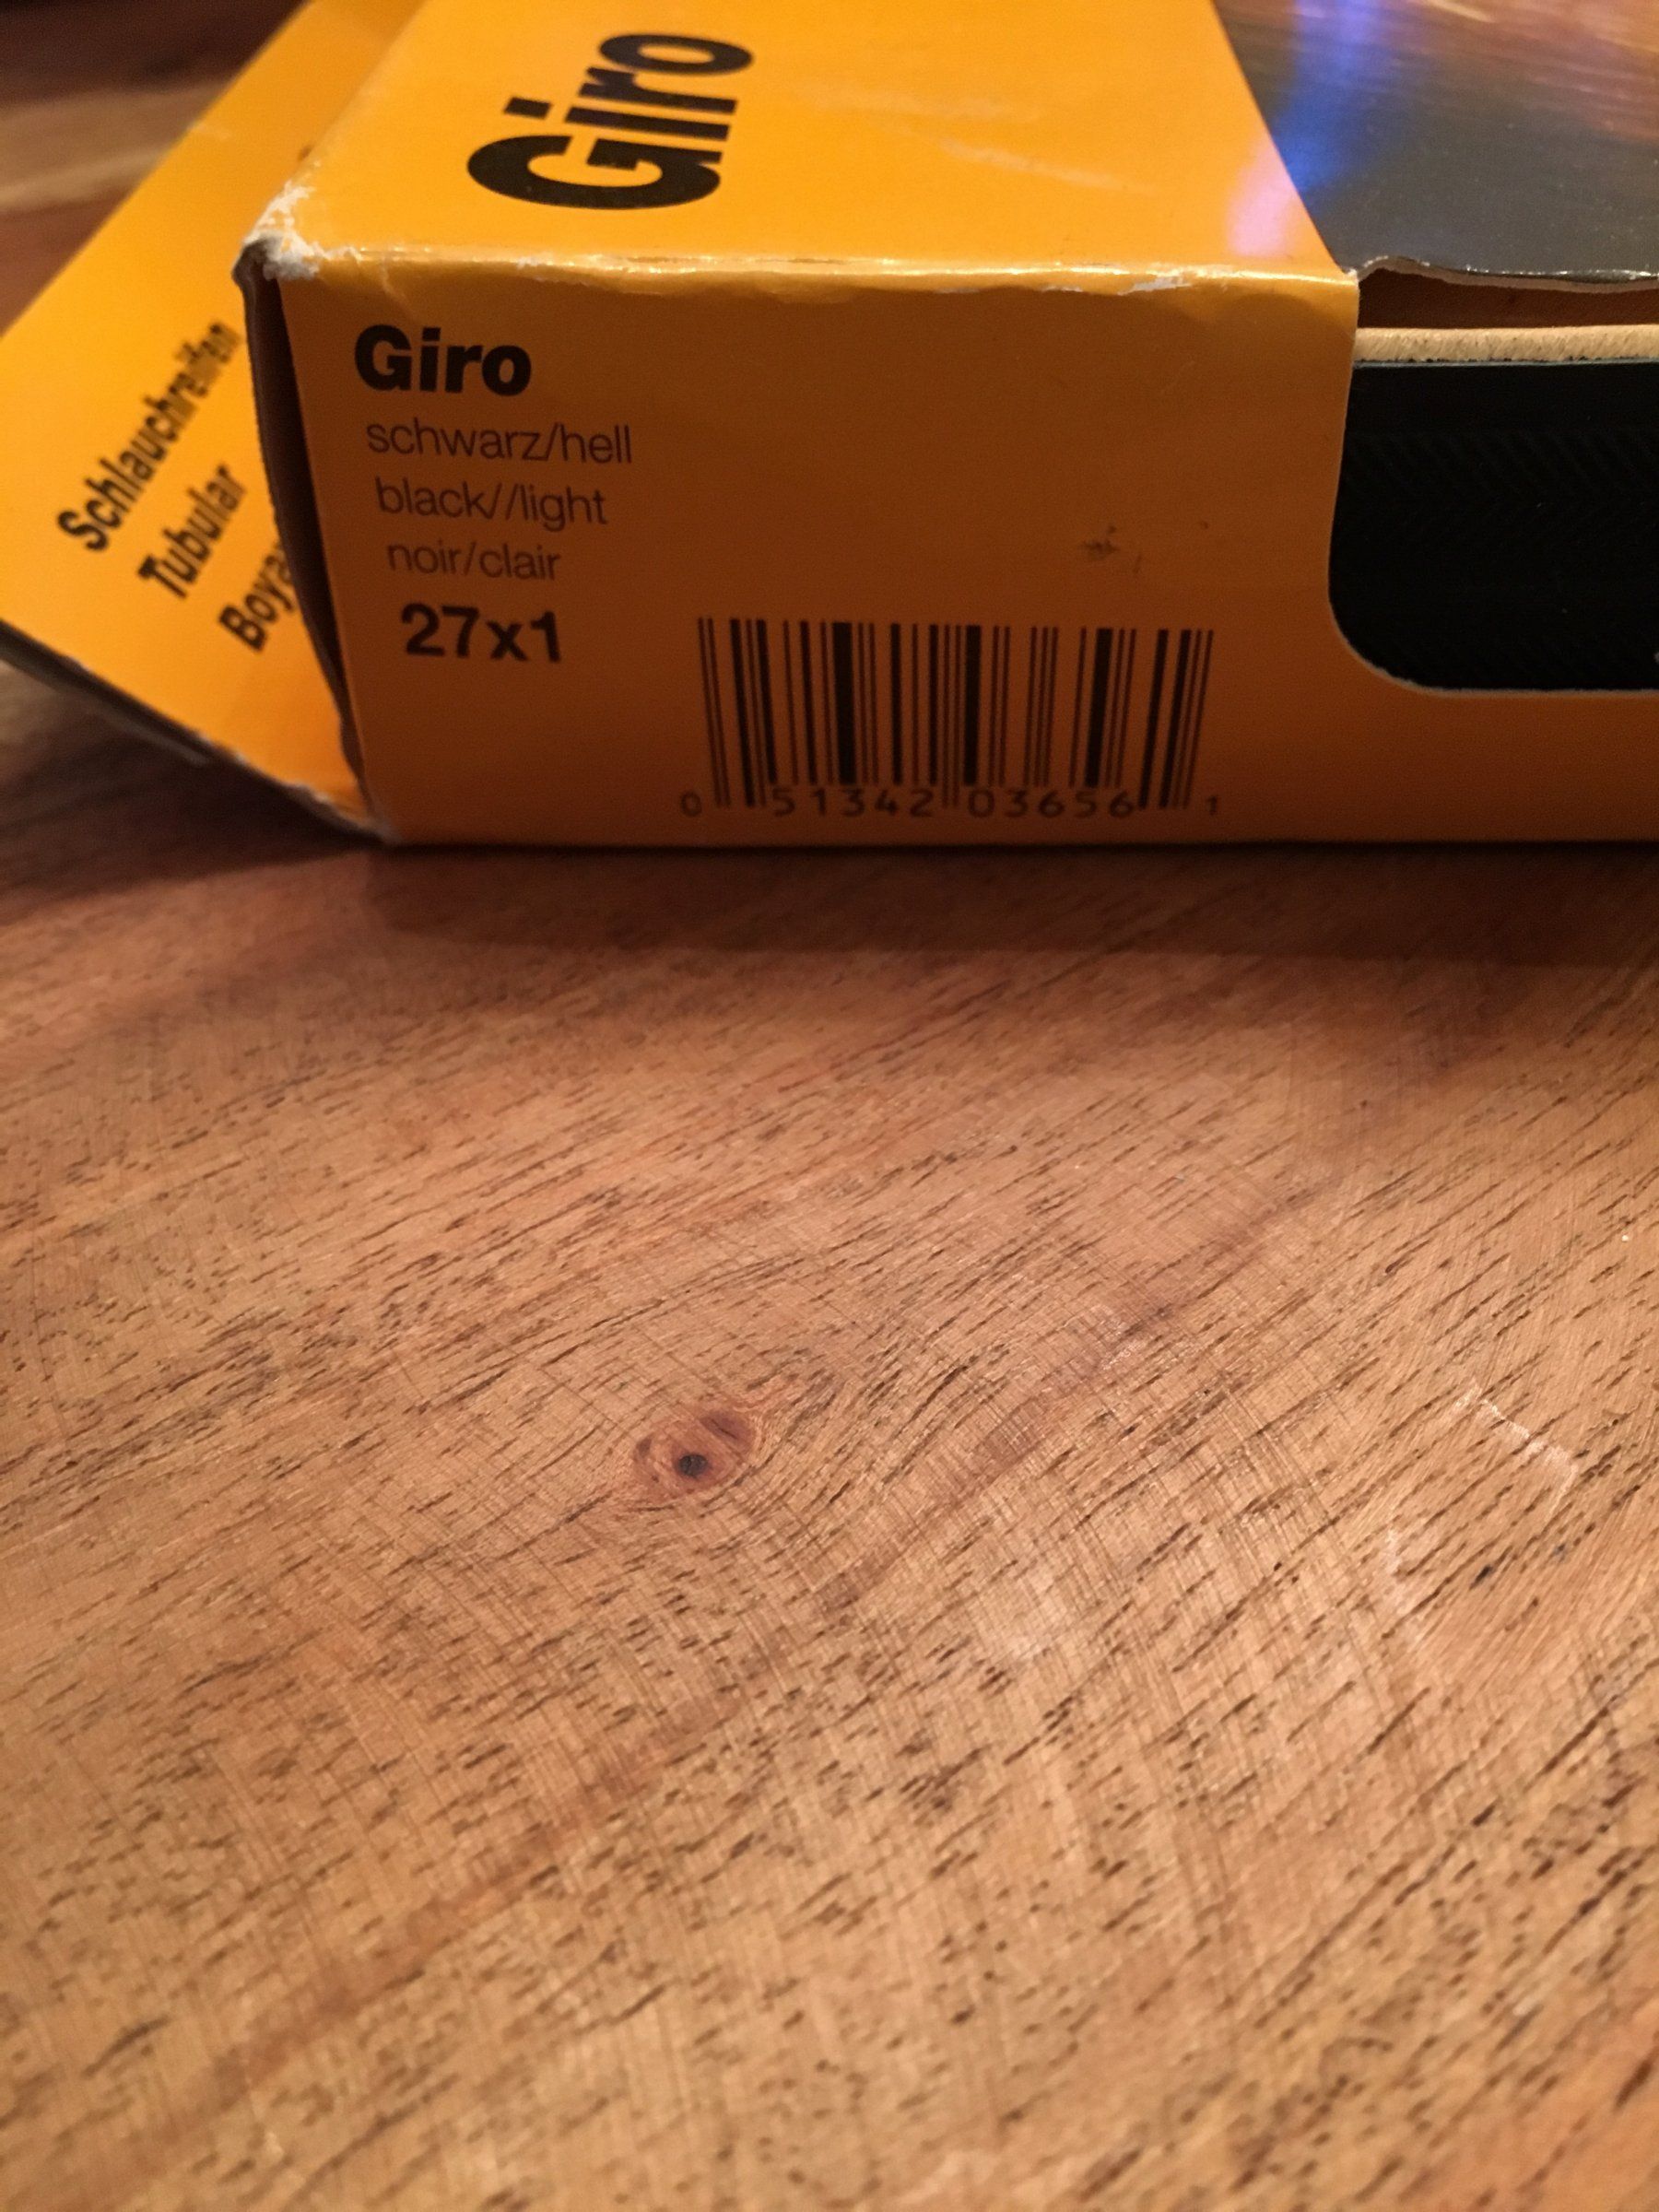 Giro
Schlauchreifen
Tubular
Giro
schwarz/hell
black//light
noir/clair
27x1
0 51342 03656 1